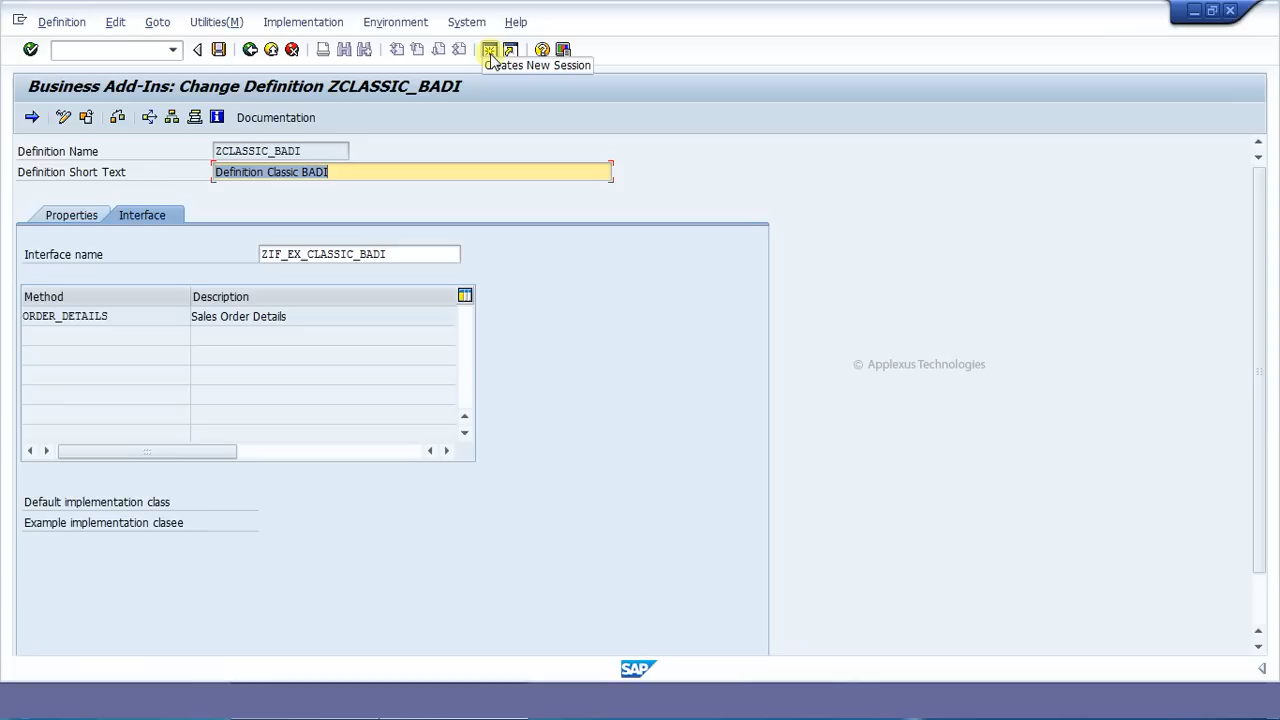 Definition Edit Goto Utilities(M) Implementation Environment System Help
Creates New Session
Business Add-Ins: Change Definition ZCLASSIC_BADI
Documentation
Definition Name ZCLASSIC_BADI
Definition Short Text Definition Classic BADI
Properties Interface
Interface name ZIF_EX_CLASSIC_BADI
Method Description
ORDER_DETAILS Sales Order Details
© Applexus Technologies
Default implementation class
Example implementation clasee
SAP